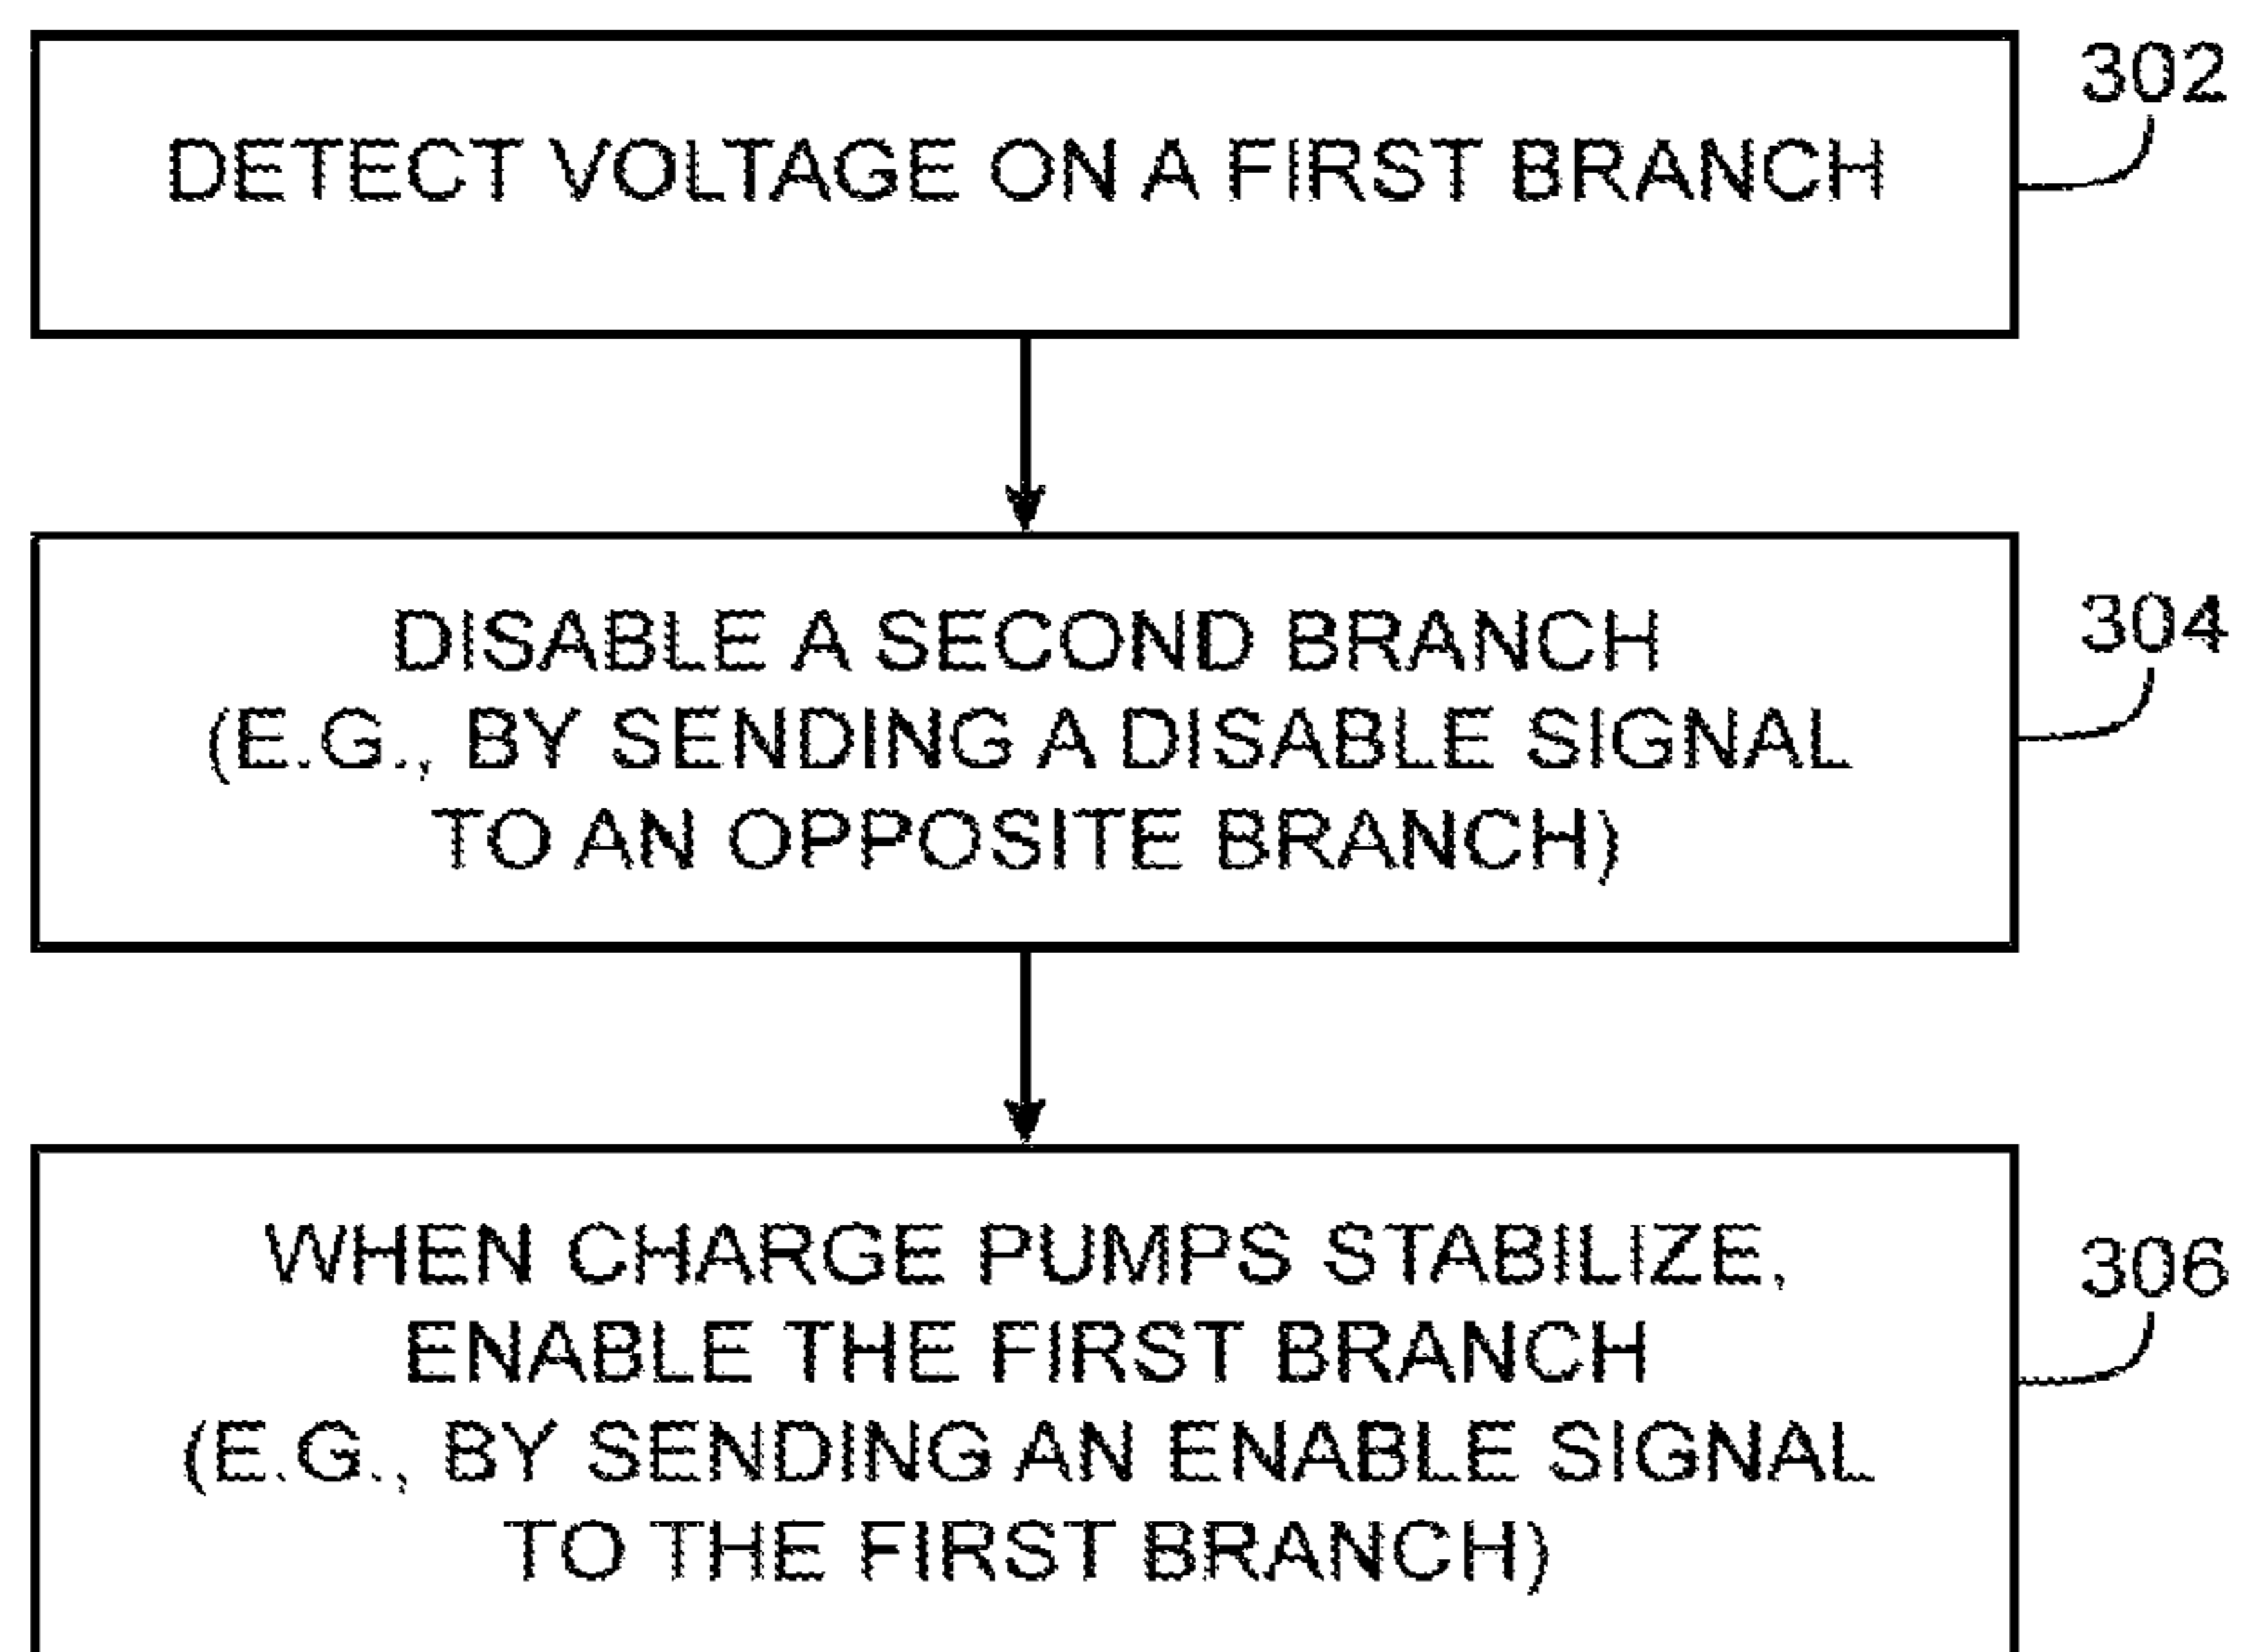 302
DETECT VOLTAGE ON A FIRST BRANCH
304
DISABLE A SECOND BRANCH
(E.G., BY SENDING A DISABLE SIGNAL
TO AN OPPOSITE BRANCH)
306
WHEN CHARGE PUMPS STABILIZE,
ENABLE THE FIRST BRANCH
(E.G., BY SENDING AN ENABLE SIGNAL
TO THE FIRST BRANCH)